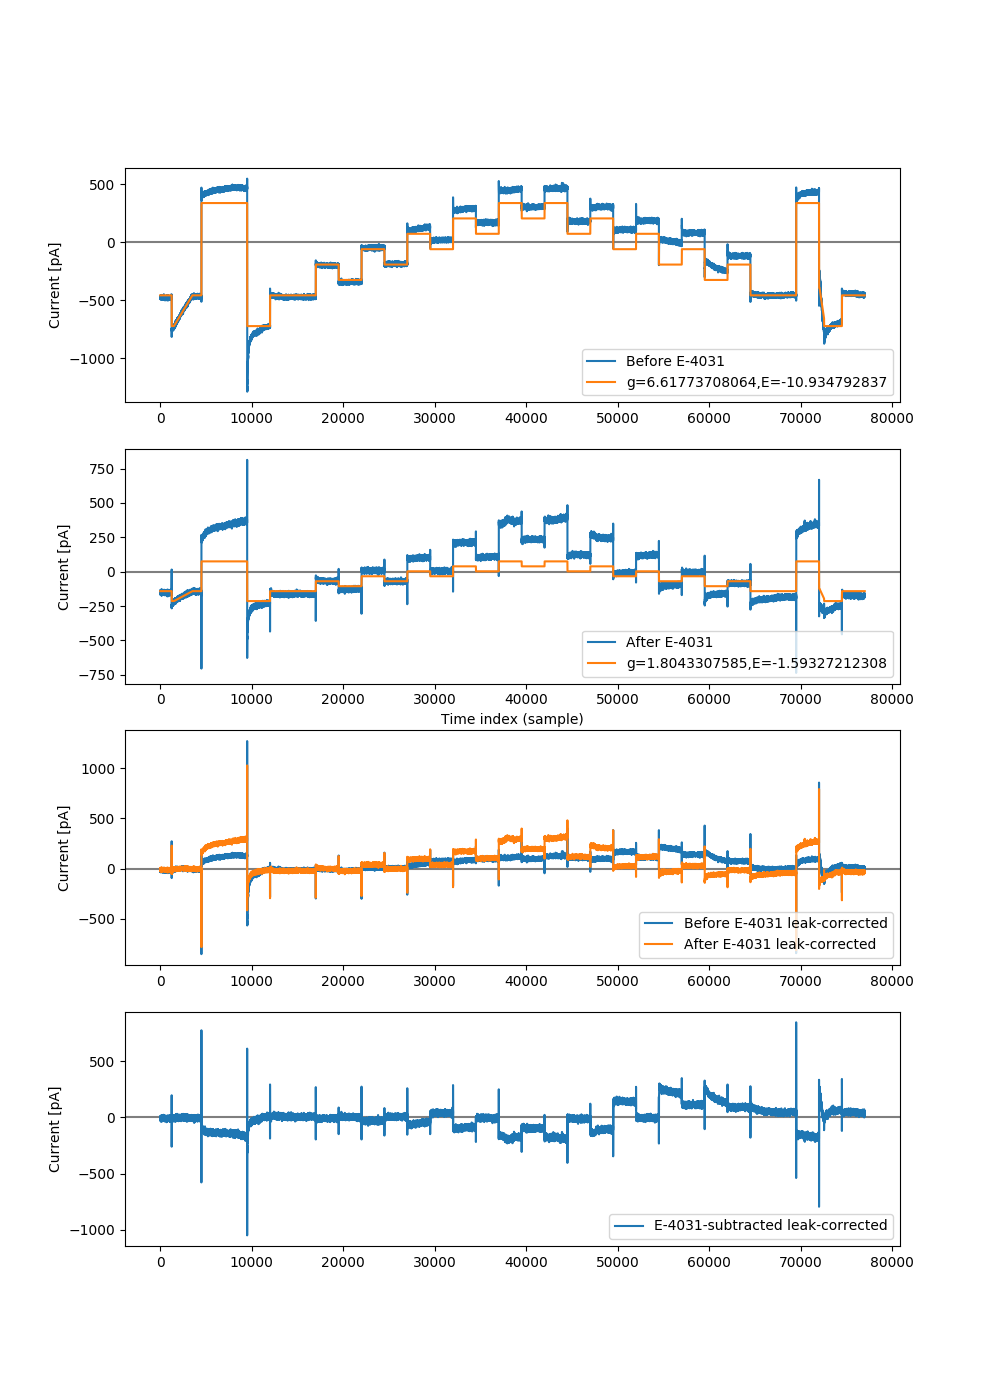 500
0
−500
−1000
Current [pA]
Before E-4031
g=6.61773708064,E=-10.934792837
0 10000 20000 30000 40000 50000 60000 70000 80000
750
500
250
0
−250
−500
−750
Current [pA]
After E-4031
g=1.8043307585,E=-1.59327212308
0 10000 20000 30000 40000 50000 60000 70000 80000
Time index (sample)
1000
500
0
−500
Current [pA]
Before E-4031 leak-corrected
After E-4031 leak-corrected
0 10000 20000 30000 40000 50000 60000 70000 80000
500
0
−500
−1000
Current [pA]
E-4031-subtracted leak-corrected
0 10000 20000 30000 40000 50000 60000 70000 80000